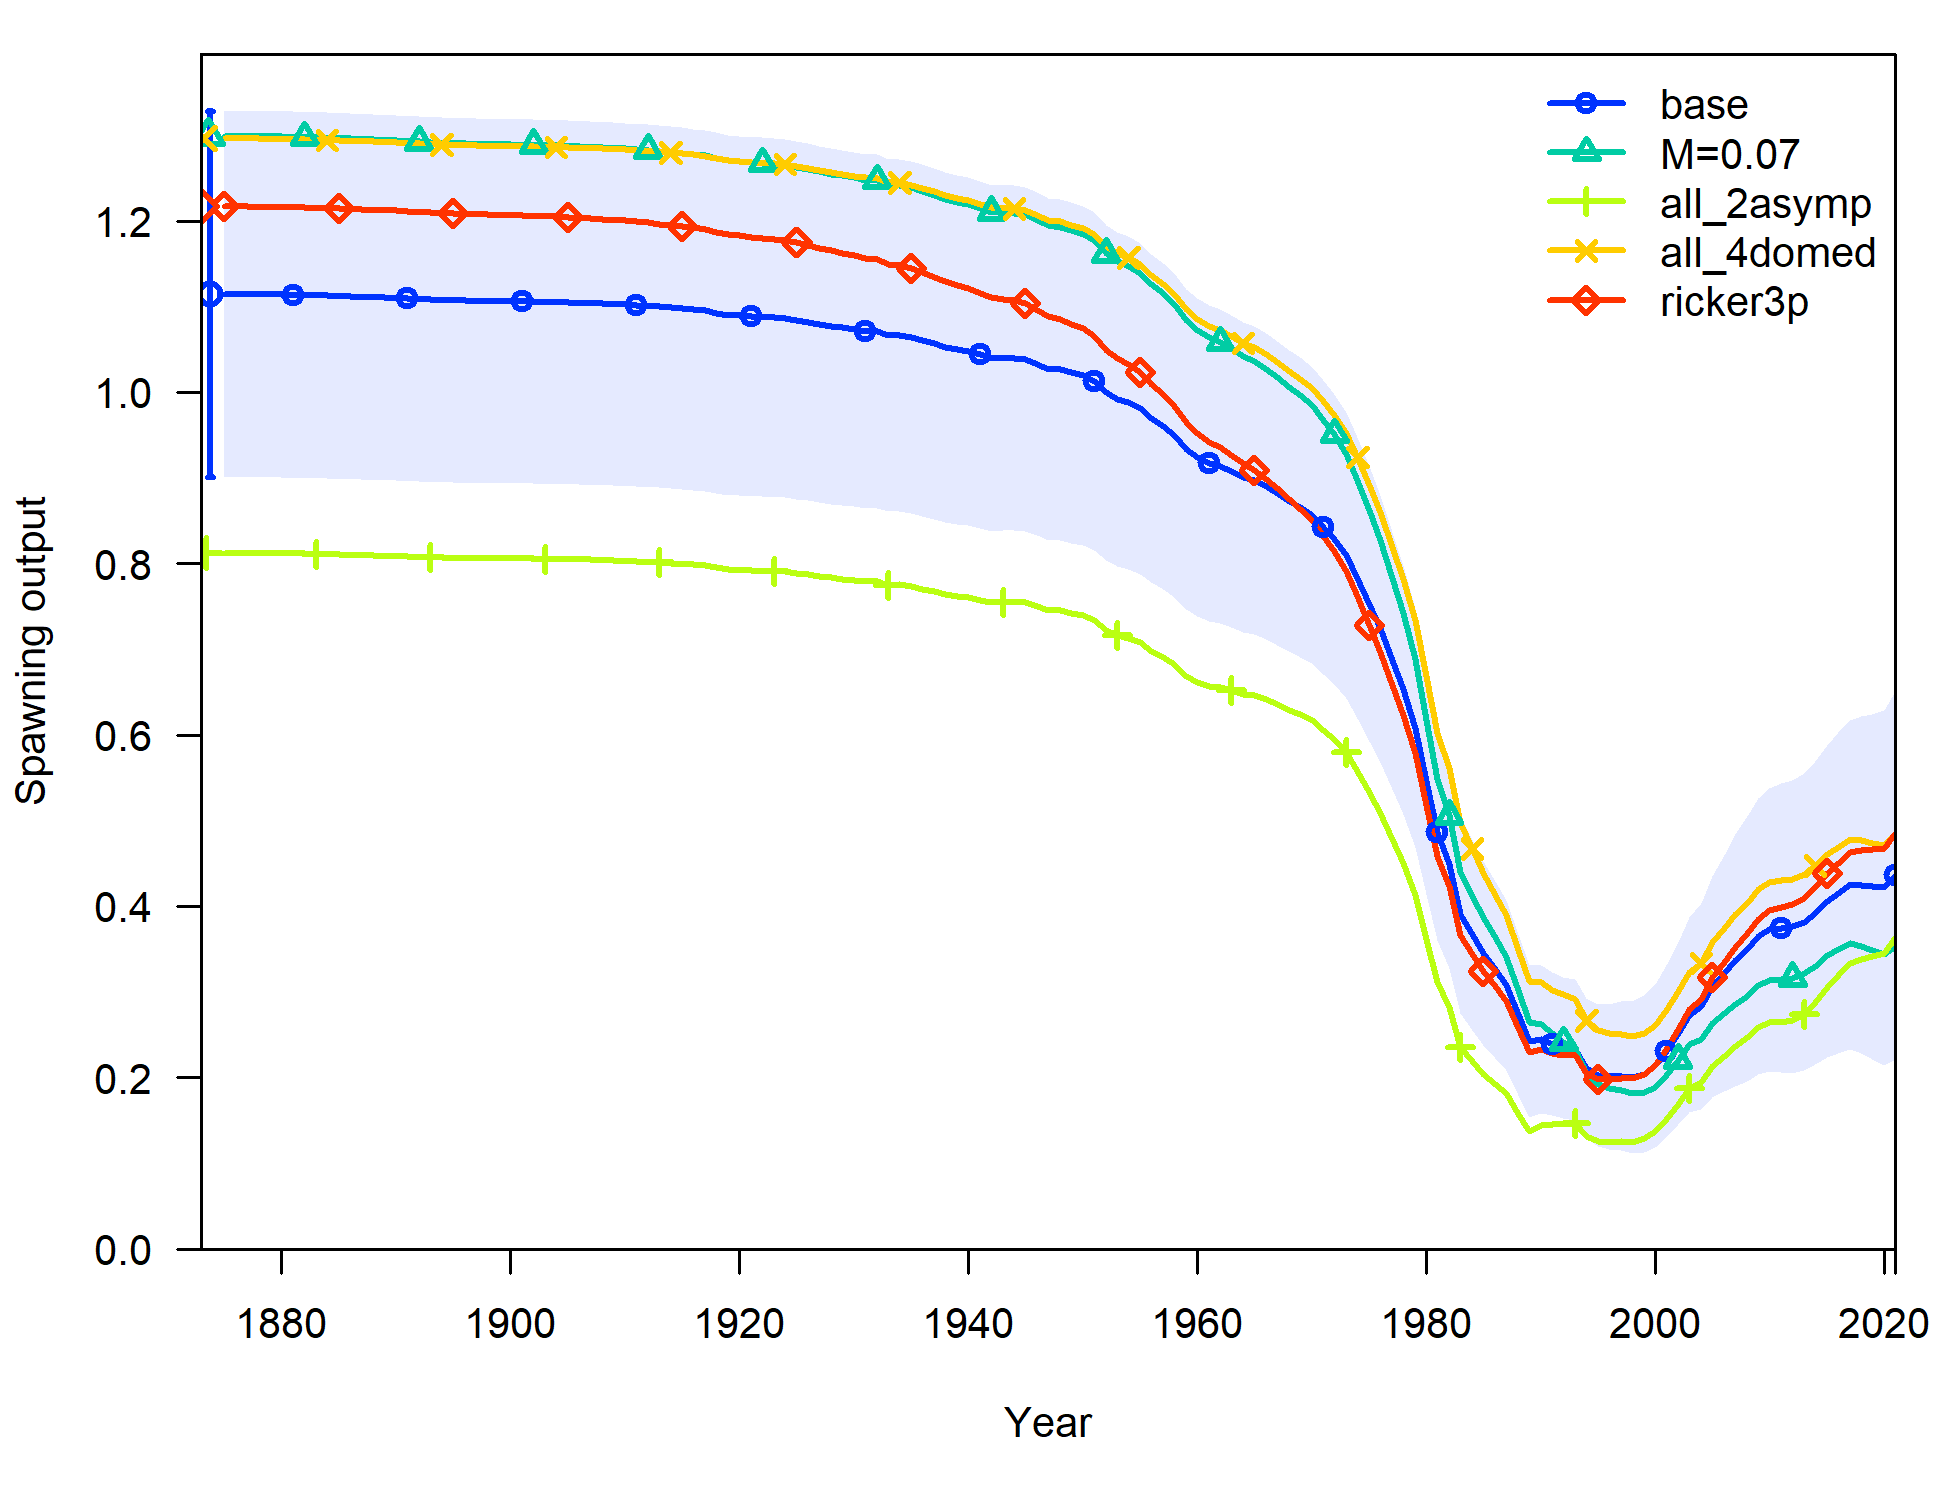 base
M=0.07
all_2asymp
all_4domed
ricker3p
Spawning output
1.2
1.0
0.8
0.6
0.4
0.2
0.0
1880 1900 1920 1940 1960 1980 2000 2020
Year